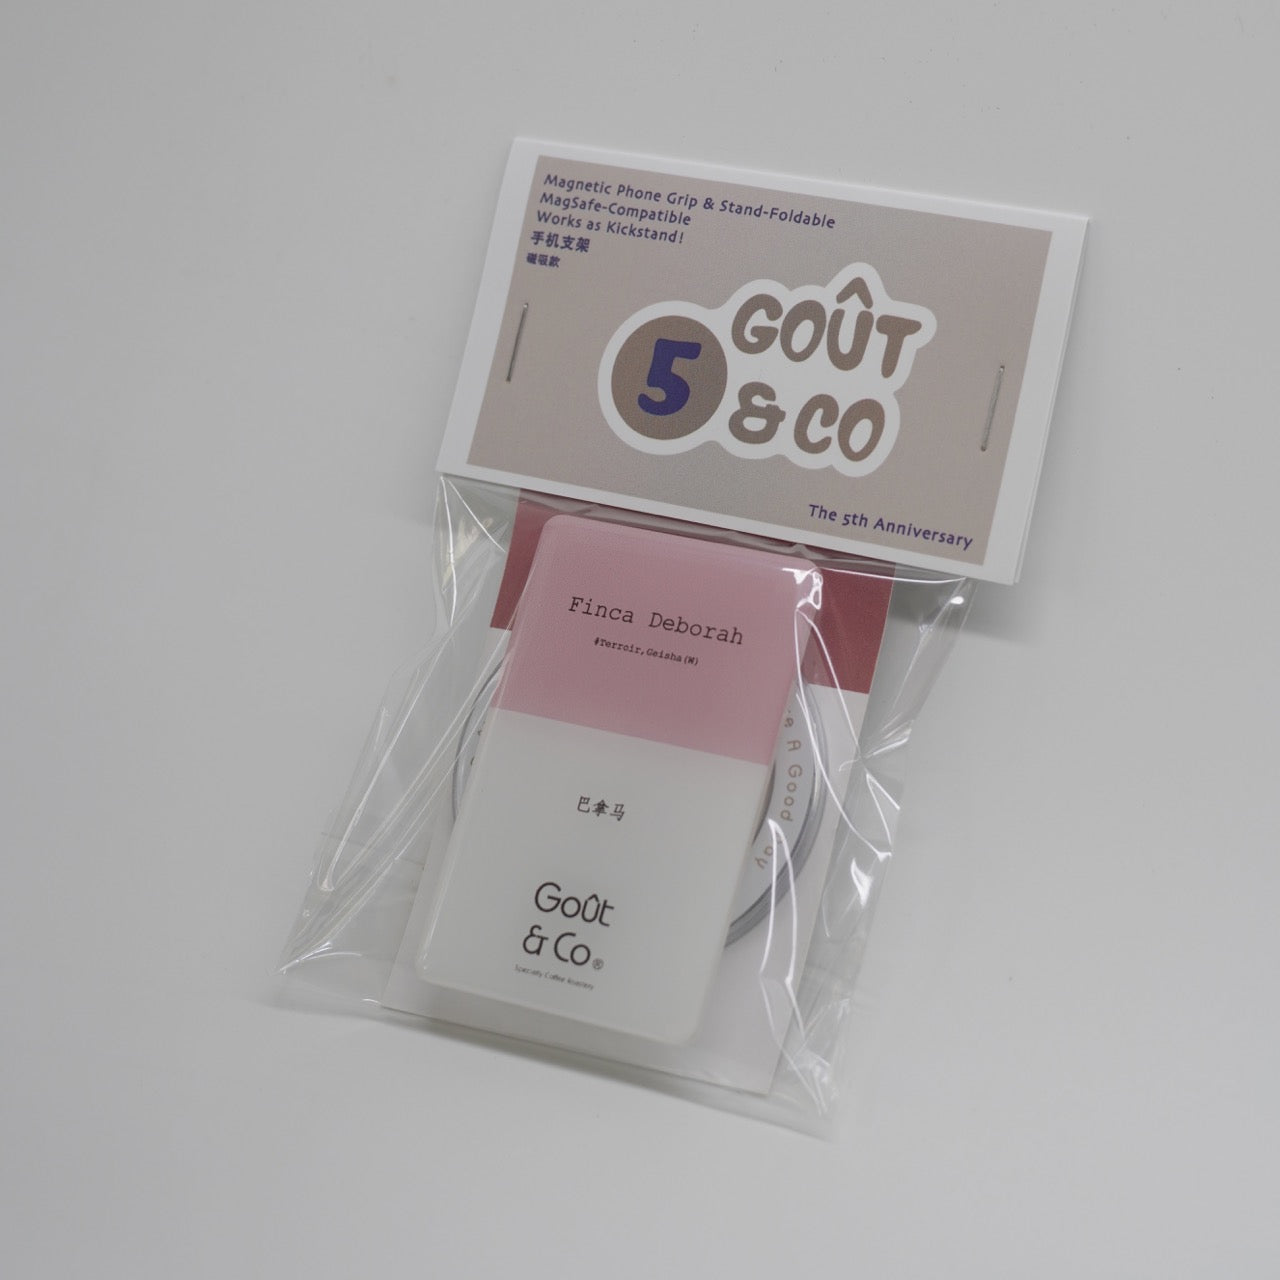 Magnetic Phone Grip & Stand-Foldable
MagSafe-Compatible
Works as Kickstand!
手机支架
磁吸款
5
GOÛT
& CO
The 5th Anniversary
Finca Deborah
#Terroir,Geisha(W)
巴拿马
Goût
& Co®
Specialty Coffee Roastery
A Good